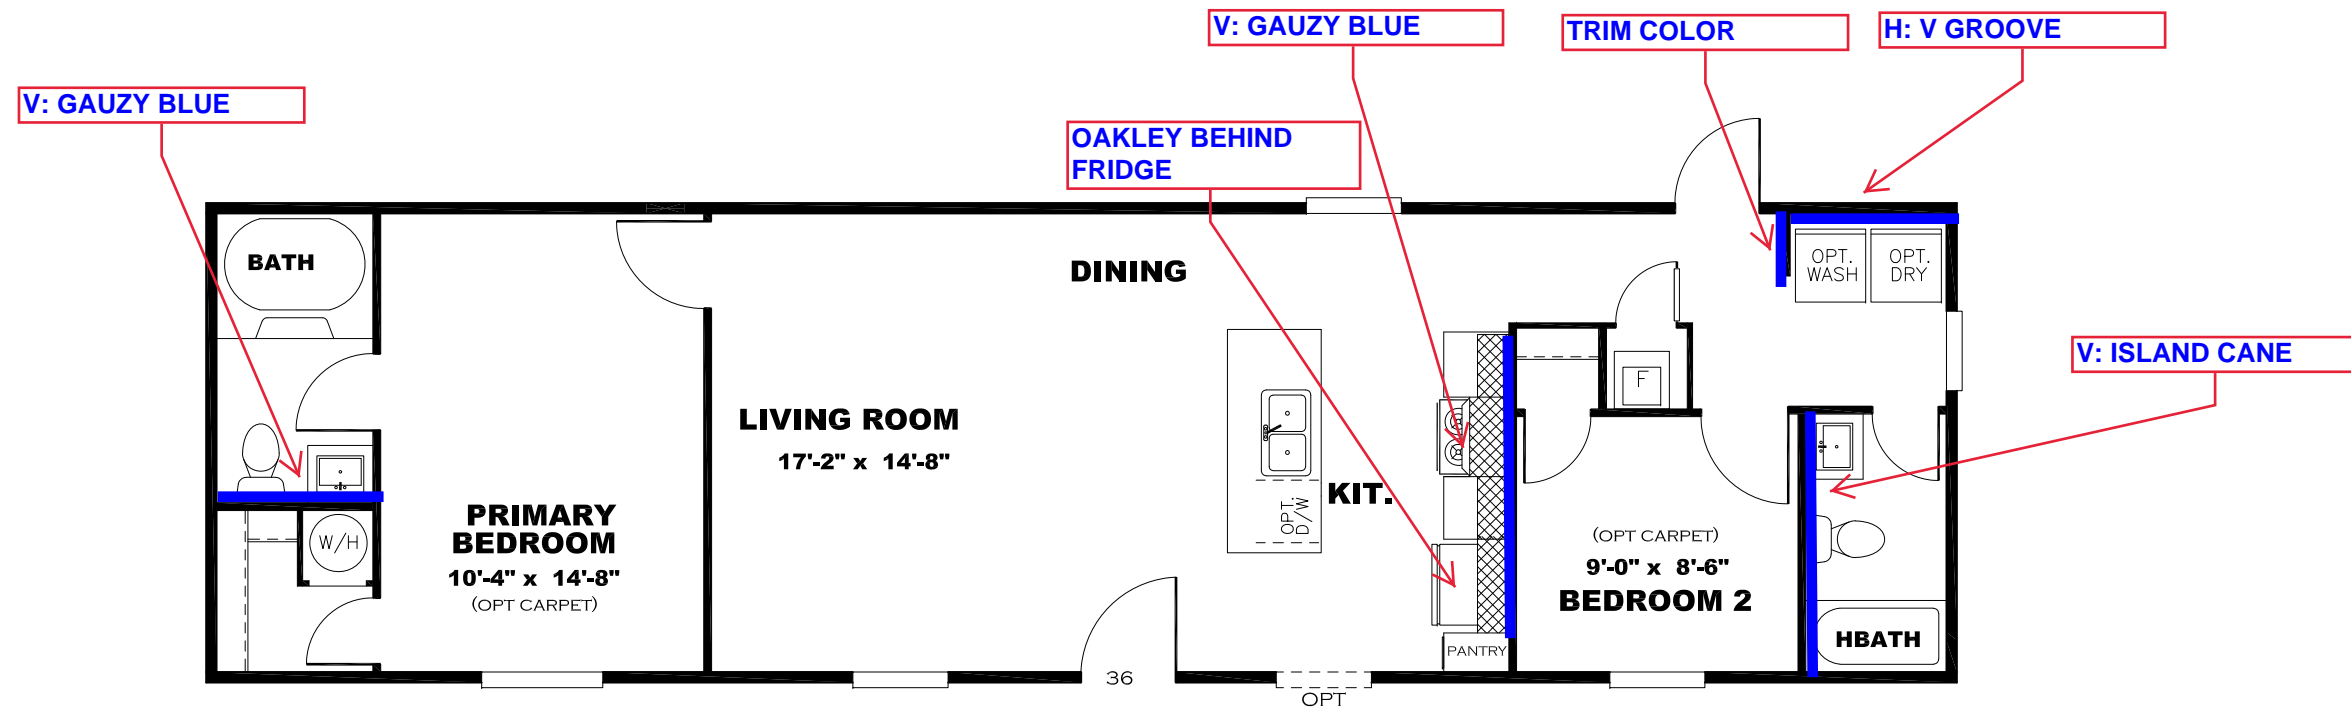 V: GAUZY BLUE
TRIM COLOR
H: V GROOVE
V: GAUZY BLUE
OAKLEY BEHIND
FRIDGE
BATH
DINING
OPT.
WASH
OPT.
DRY
V: ISLAND CANE
F
LIVING ROOM
17'-2" x 14'-8"
KIT.
OPT.
D/W
PRIMARY
BEDROOM
10'-4" x 14'-8"
(OPT CARPET)
W/H
(OPT CARPET)
9'-0" x 8'-6"
BEDROOM 2
HBATH
PANTRY
36
OPT